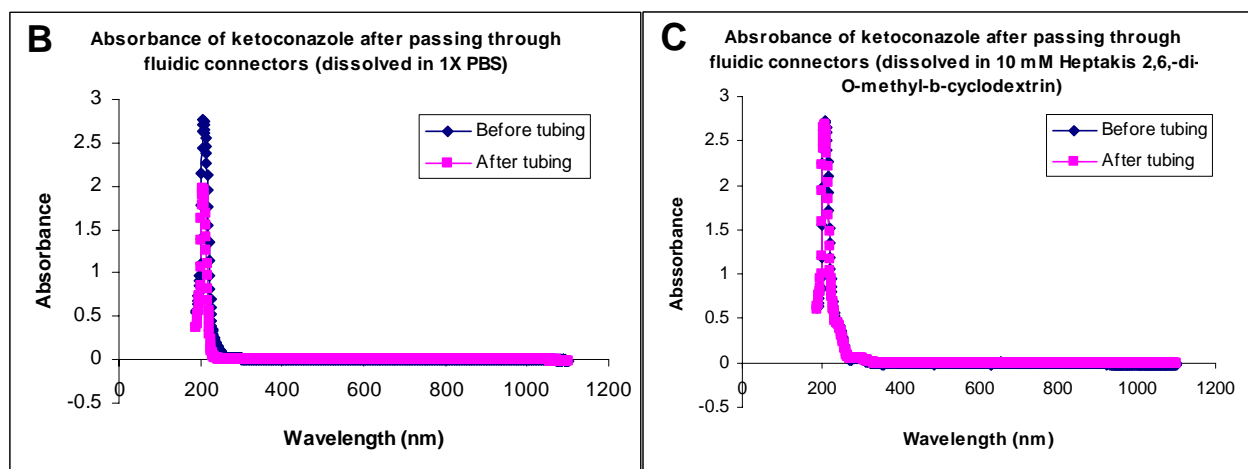 B
Absorbance of ketoconazole after passing through
fluidic connectors (dissolved in 1X PBS)
3
2.5
2
1.5
1
0.5
0
-0.5
Absorbance
0
200
400
600
800
1000
1200
Wavelength (nm)
Before tubing
After tubing
C
Absrobance of ketoconazole after passing through
fluidic connectors (dissolved in 10 mM Heptakis 2,6,-di-
O-methyl-b-cyclodextrin)
3
2.5
2
1.5
1
0.5
0
-0.5
Abssorbance
0
200
400
600
800
1000
1200
Wavelength (nm)
Before tubing
After tubing